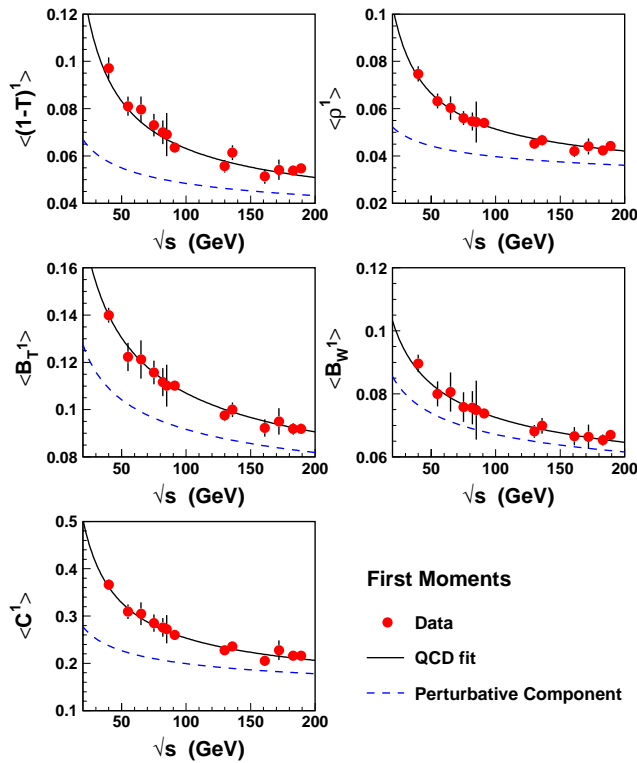 0.12
0.1
0.08
0.06
0.04
<(1-T)¹>
50 100 150 200
√s (GeV)
0.1
0.08
0.06
0.04
0.02
<ρ¹>
50 100 150 200
√s (GeV)
0.16
0.14
0.12
0.1
0.08
<B_T¹>
50 100 150 200
√s (GeV)
0.12
0.1
0.08
0.06
<B_W¹>
50 100 150 200
√s (GeV)
0.5
0.4
0.3
0.2
0.1
<C¹>
50 100 150 200
√s (GeV)
First Moments
Data
QCD fit
Perturbative Component